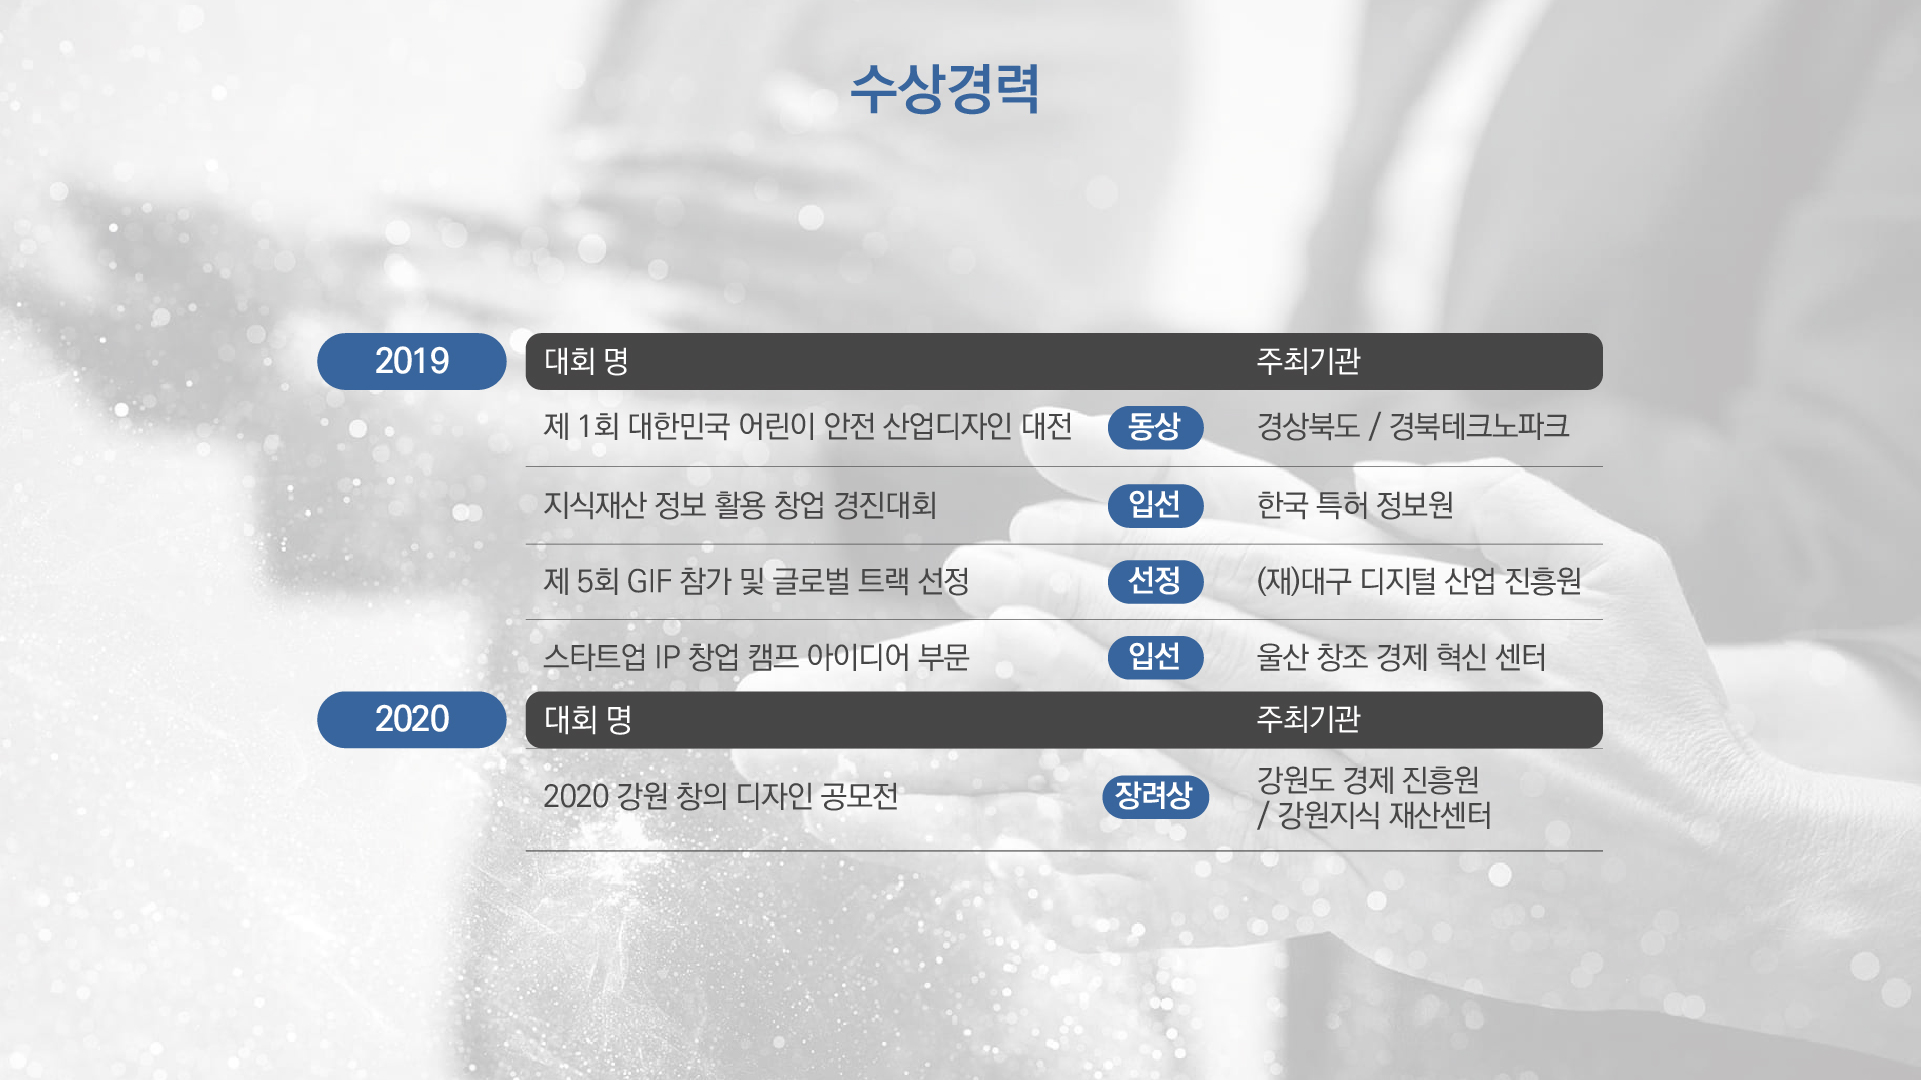 수상경력
2019 대회 명 주최기관
제 1회 대한민국 어린이 안전 산업디자인 대전 동상 경상북도 / 경북테크노파크
지식재산 정보 활용 창업 경진대회 입선 한국 특허 정보원
제 5회 GIF 참가 및 글로벌 트랙 선정 선정 (재)대구 디지털 산업 진흥원
스타트업 IP 창업 캠프 아이디어 부문 입선 울산 창조 경제 혁신 센터
2020 대회 명 주최기관
2020 강원 창의 디자인 공모전 장려상 강원도 경제 진흥원
/ 강원지식 재산센터